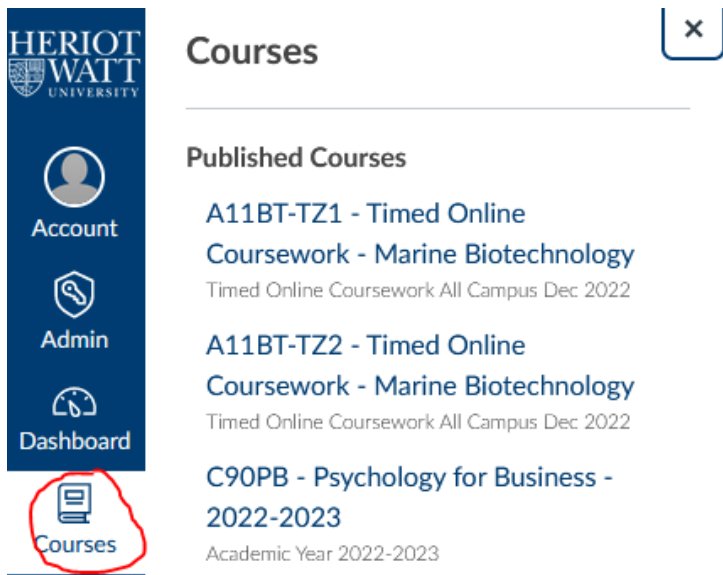 HERIOT
WATT
UNIVERSITY
Account
Admin
Dashboard
Courses
Courses
×
Published Courses
A11BT-TZ1 - Timed Online
Coursework - Marine Biotechnology
Timed Online Coursework All Campus Dec 2022
A11BT-TZ2 - Timed Online
Coursework - Marine Biotechnology
Timed Online Coursework All Campus Dec 2022
C90PB - Psychology for Business -
2022-2023
Academic Year 2022-2023